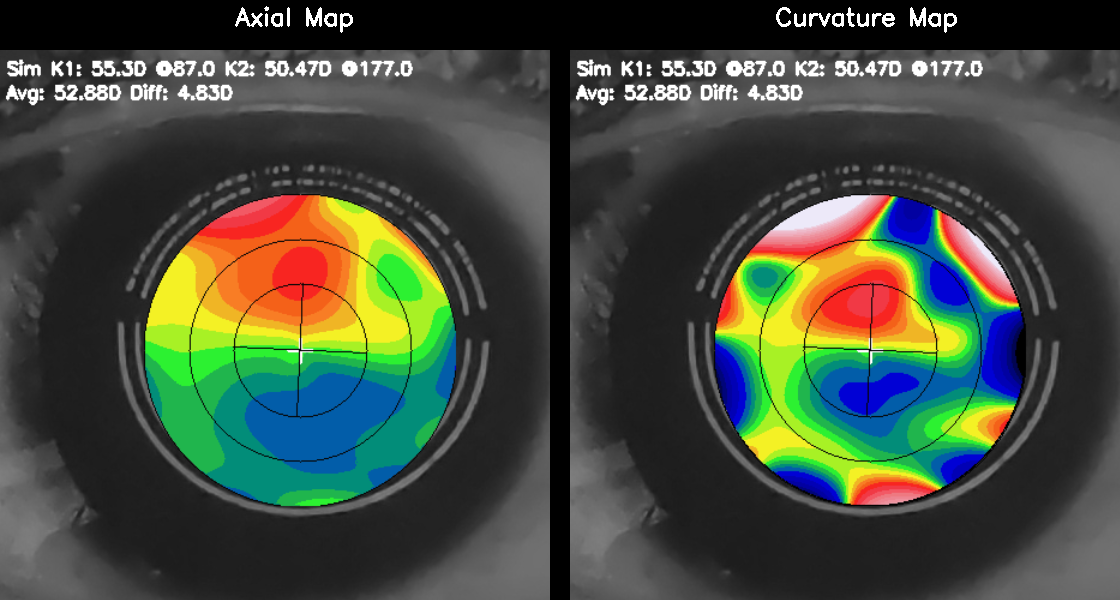 Axial Map
Curvature Map
Sim K1: 55.3D @87.0 K2: 50.47D @177.0
Avg: 52.88D Diff: 4.83D
Sim K1: 55.3D @87.0 K2: 50.47D @177.0
Avg: 52.88D Diff: 4.83D